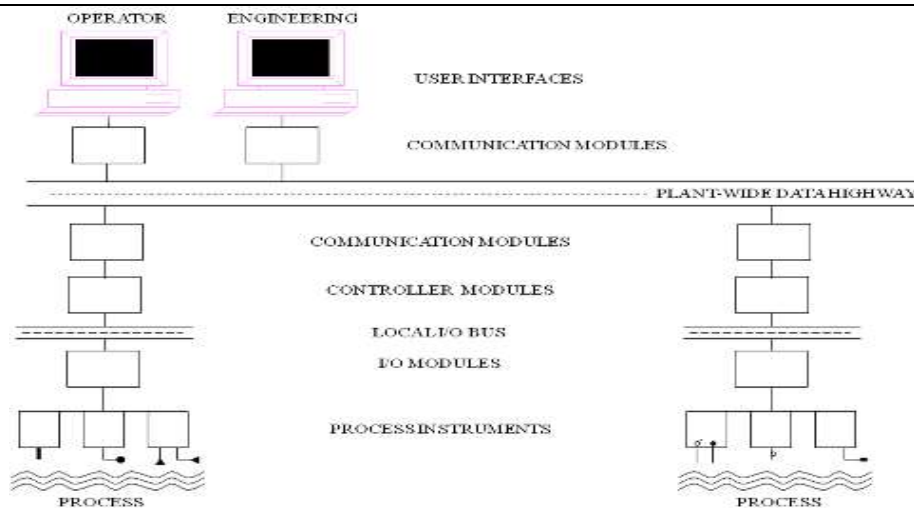 OPERATOR ENGINEERING
USER INTERFACES
COMMUNICATION MODULES
PLANT-WIDE DATA HIGHWAY
COMMUNICATION MODULES
CONTROLLER MODULES
LOCAL I/O BUS
I/O MODULES
PROCESS INSTRUMENTS
PROCESS PROCESS